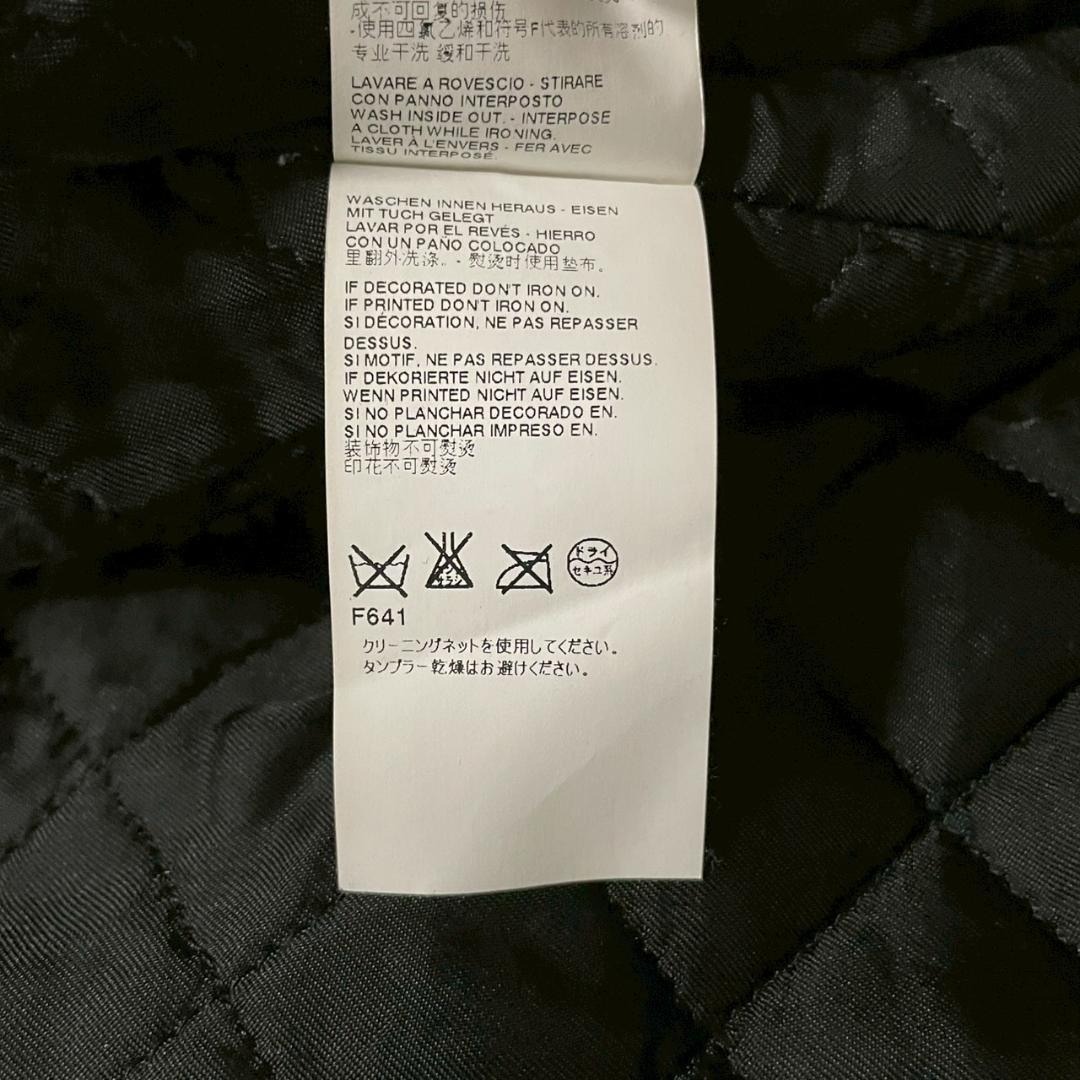 成不可回复的损伤
-使用四氯乙烯和符号F代表的所有溶剂的
专业干洗 缓和干洗
LAVARE A ROVESCIO - STIRARE
CON PANNO INTERPOSTO
WASH INSIDE OUT. - INTERPOSE
A CLOTH WHILE IRONING.
LAVER À L'ENVERS - FER AVEC
TISSU INTERPOSÉ.
WASCHEN INNEN HERAUS - EISEN
MIT TUCH GELEGT
LAVAR POR EL REVÉS - HIERRO
CON UN PAÑO COLOCADO
里翻外洗涤。- 熨烫时使用垫布。
IF DECORATED DON'T IRON ON.
IF PRINTED DON'T IRON ON.
SI DÉCORATION, NE PAS REPASSER
DESSUS.
SI MOTIF, NE PAS REPASSER DESSUS.
IF DEKORIERTE NICHT AUF EISEN.
WENN PRINTED NICHT AUF EISEN.
SI NO PLANCHAR DECORADO EN.
SI NO PLANCHAR IMPRESO EN.
装饰物不可熨烫
印花不可熨烫
ドライ
セキユ系
F641
クリーニングネットを使用してください。
タンブラー乾燥はお避けください。